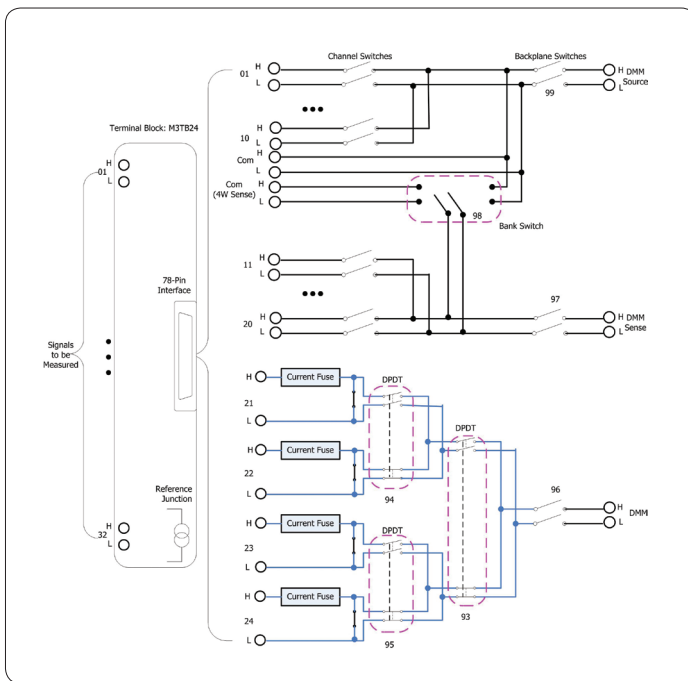 Channel Switches
Backplane Switches
01
H
L
H DMM
L Source
99
Terminal Block: M3TB24
10
H
L
Com
H
L
Com
(4W Sense)
H
L
98
Bank Switch
01
H
L
11
H
L
78-Pin
Interface
97
20
H
L
H DMM
L Sense
Signals
to be
Measured
H
Current Fuse
DPDT
21
L
DPDT
H
Current Fuse
22
L
94
96
Reference
Junction
H
L
DMM
32
H
L
H
Current Fuse
DPDT
23
L
H
Current Fuse
24
L
95
93